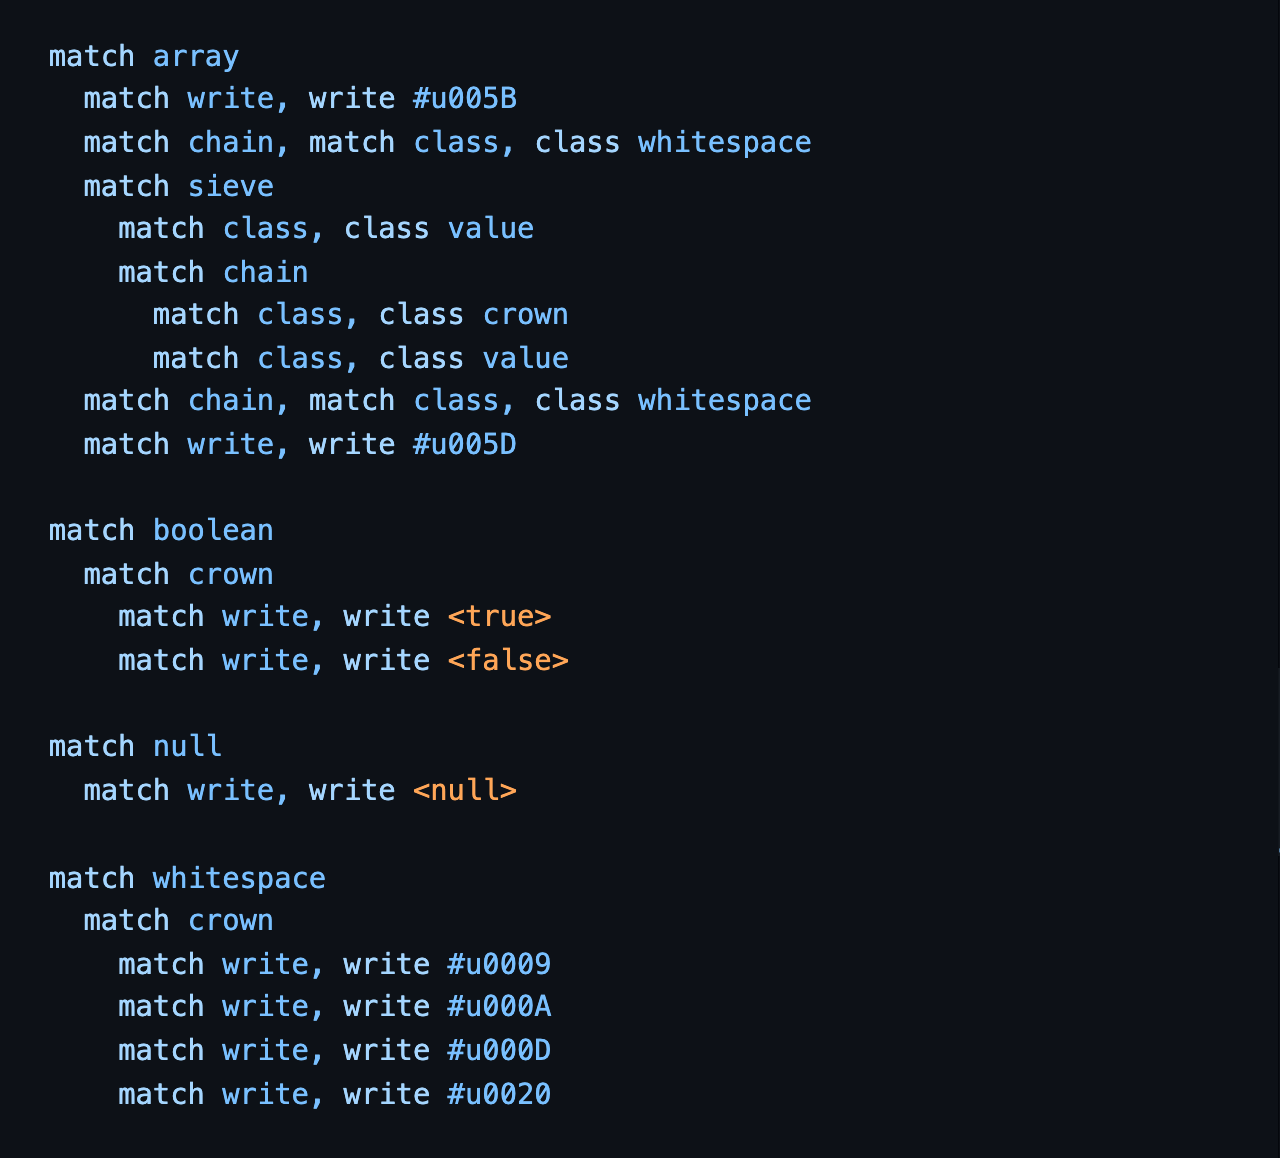 match array
  match write, write #u005B
  match chain, match class, class whitespace
  match sieve
    match class, class value
    match chain
      match class, class crown
      match class, class value
  match chain, match class, class whitespace
  match write, write #u005D

match boolean
  match crown
    match write, write <true>
    match write, write <false>

match null
  match write, write <null>

match whitespace
  match crown
    match write, write #u0009
    match write, write #u000A
    match write, write #u000D
    match write, write #u0020